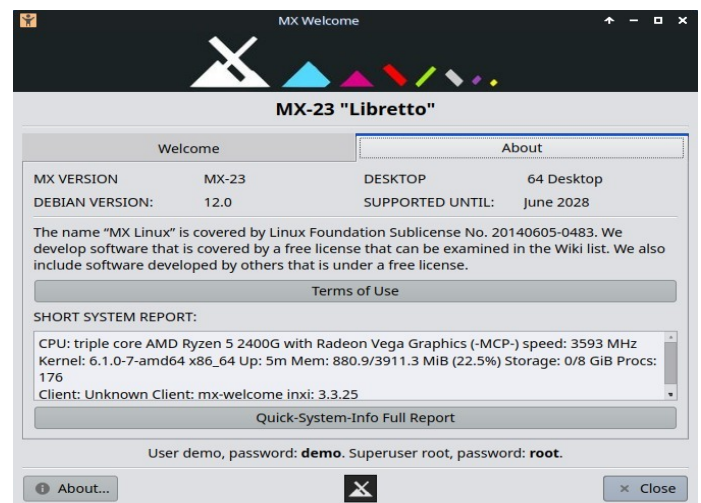 MX Welcome
MX-23 "Libretto"
Welcome
About
MX VERSION MX-23 DESKTOP 64 Desktop
DEBIAN VERSION: 12.0 SUPPORTED UNTIL: June 2028
The name “MX Linux” is covered by Linux Foundation Sublicense No. 20140605-0483. We
develop software that is covered by a free license that can be examined in the Wiki list. We also
include software developed by others that is under a free license.
Terms of Use
SHORT SYSTEM REPORT:
CPU: triple core AMD Ryzen 5 2400G with Radeon Vega Graphics (-MCP-) speed: 3593 MHz
Kernel: 6.1.0-7-amd64 x86_64 Up: 5m Mem: 880.9/3911.3 MiB (22.5%) Storage: 0/8 GiB Procs:
176
Client: Unknown Client: mx-welcome inxi: 3.3.25
Quick-System-Info Full Report
User demo, password: demo. Superuser root, password: root.
About...
Close